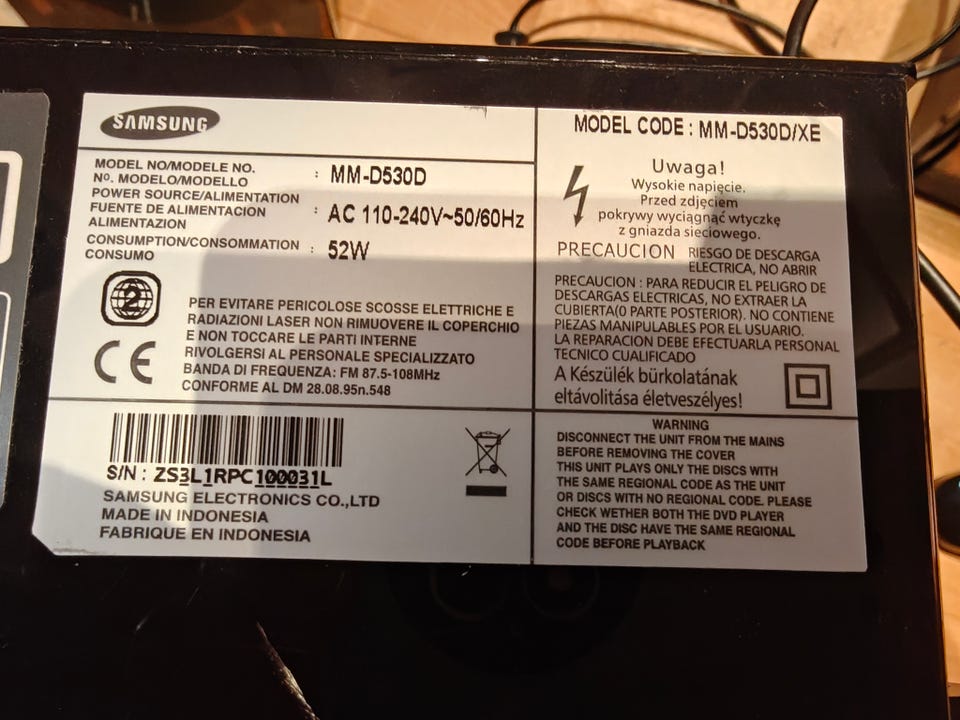 SAMSUNG
MODEL NO/MODELE NO.
Nº. MODELO/MODELLO : MM-D530D
POWER SOURCE/ALIMENTATION
FUENTE DE ALIMENTACION : AC 110-240V~50/60Hz
ALIMENTAZION
CONSUMPTION/CONSOMMATION : 52W
CONSUMO
2
PER EVITARE PERICOLOSE SCOSSE ELETTRICHE E
RADIAZIONI LASER NON RIMUOVERE IL COPERCHIO
E NON TOCCARE LE PARTI INTERNE
RIVOLGERSI AL PERSONALE SPECIALIZZATO
BANDA DI FREQUENZA: FM 87.5-108MHz
CONFORME AL DM 28.08.95n.548
CE
S/N : ZS3L1RPC100031L
SAMSUNG ELECTRONICS CO.,LTD
MADE IN INDONESIA
FABRIQUE EN INDONESIA
MODEL CODE : MM-D530D/XE
Uwaga!
Wysokie napięcie.
Przed zdjęciem
pokrywy wyciągnąć wtyczkę
z gniazda sieciowego.
PRECAUCION RIESGO DE DESCARGA
ELECTRICA, NO ABRIR
PRECAUCION : PARA REDUCIR EL PELIGRO DE
DESCARGAS ELECTRICAS, NO EXTRAER LA
CUBIERTA(0 PARTE POSTERIOR). NO CONTIENE
PIEZAS MANIPULABLES POR EL USUARIO.
LA REPARACION DEBE EFECTUARLA PERSONAL
TECNICO CUALIFICADO
A Készülék bürkolatának
eltávolitása életveszélyes!
WARNING
DISCONNECT THE UNIT FROM THE MAINS
BEFORE REMOVING THE COVER
THIS UNIT PLAYS ONLY THE DISCS WITH
THE SAME REGIONAL CODE AS THE UNIT
OR DISCS WITH NO REGIONAL CODE. PLEASE
CHECK WETHER BOTH THE DVD PLAYER
AND THE DISC HAVE THE SAME REGIONAL
CODE BEFORE PLAYBACK